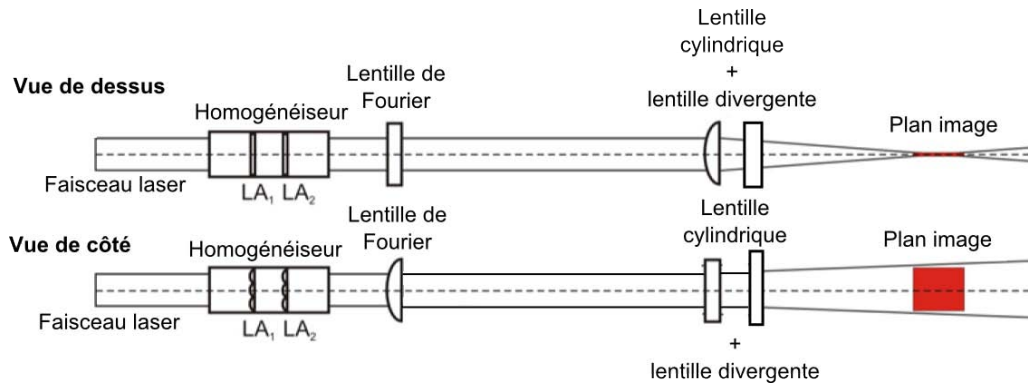 Vue de dessus
Homogénéiseur
Lentille de
Fourier
Lentille
cylindrique
+
lentille divergente
Plan image
Faisceau laser
LA₁ LA₂
Vue de côté
Homogénéiseur
Lentille de
Fourier
Lentille
cylindrique
Plan image
Faisceau laser
LA₁ LA₂
+
lentille divergente